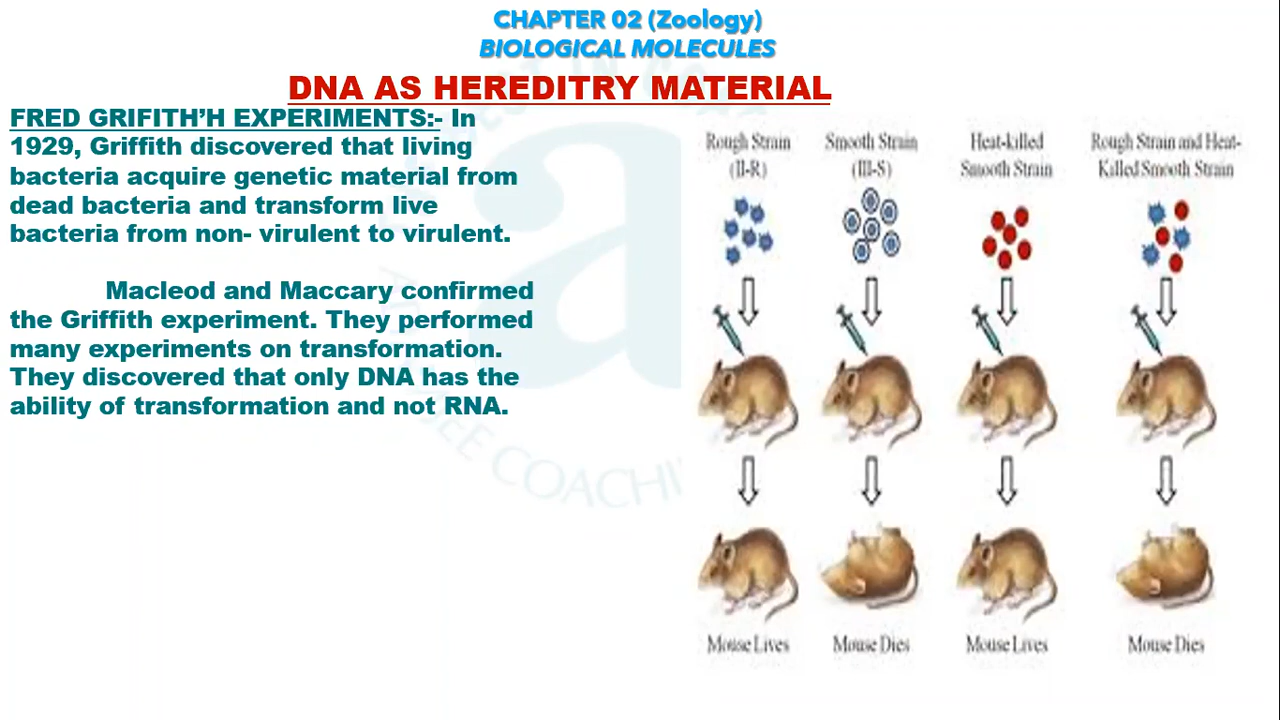 CHAPTER 02 (Zoology)
BIOLOGICAL MOLECULES
DNA AS HEREDITRY MATERIAL
FRED GRIFITH’H EXPERIMENTS:- In
1929, Griffith discovered that living
bacteria acquire genetic material from
dead bacteria and transform live
bacteria from non- virulent to virulent.
Macleod and Maccary confirmed
the Griffith experiment. They performed
many experiments on transformation.
They discovered that only DNA has the
ability of transformation and not RNA.
Rough Strain
(II-R)
Smooth Strain
(III-S)
Heat-killed
Smooth Strain
Rough Strain and Heat-
Killed Smooth Strain
Mouse Lives
Mouse Dies
Mouse Lives
Mouse Dies